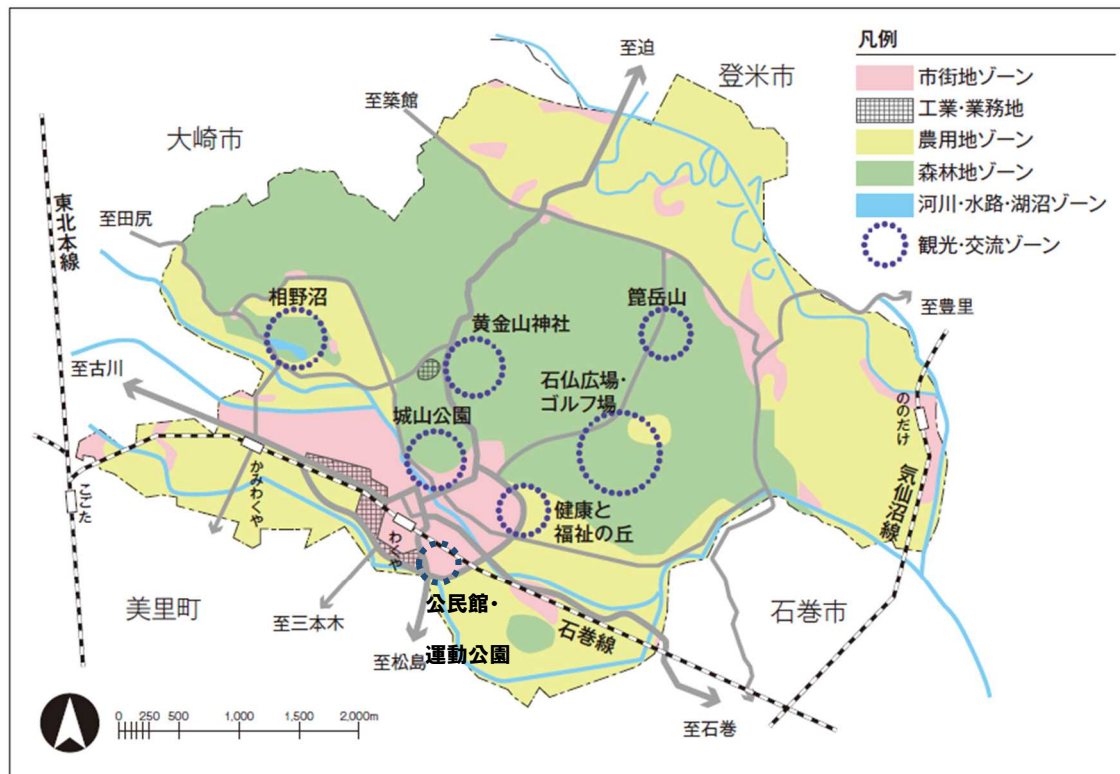 凡例
市街地ゾーン
工業・業務地
農用地ゾーン
森林地ゾーン
河川・水路・湖沼ゾーン
観光・交流ゾーン
至迫
登米市
至築館
大崎市
東北本線
至田尻
相野沼
黄金山神社
箟岳山
至豊里
至古川
石仏広場・
ゴルフ場
城山公園
ののだけ
気仙沼線
かみわくや
こごた
健康と
福祉の丘
わくや
公民館・
運動公園
美里町
至三本木
至松島
石巻線
石巻市
至石巻
0 250 500 1,000 1,500 2,000m